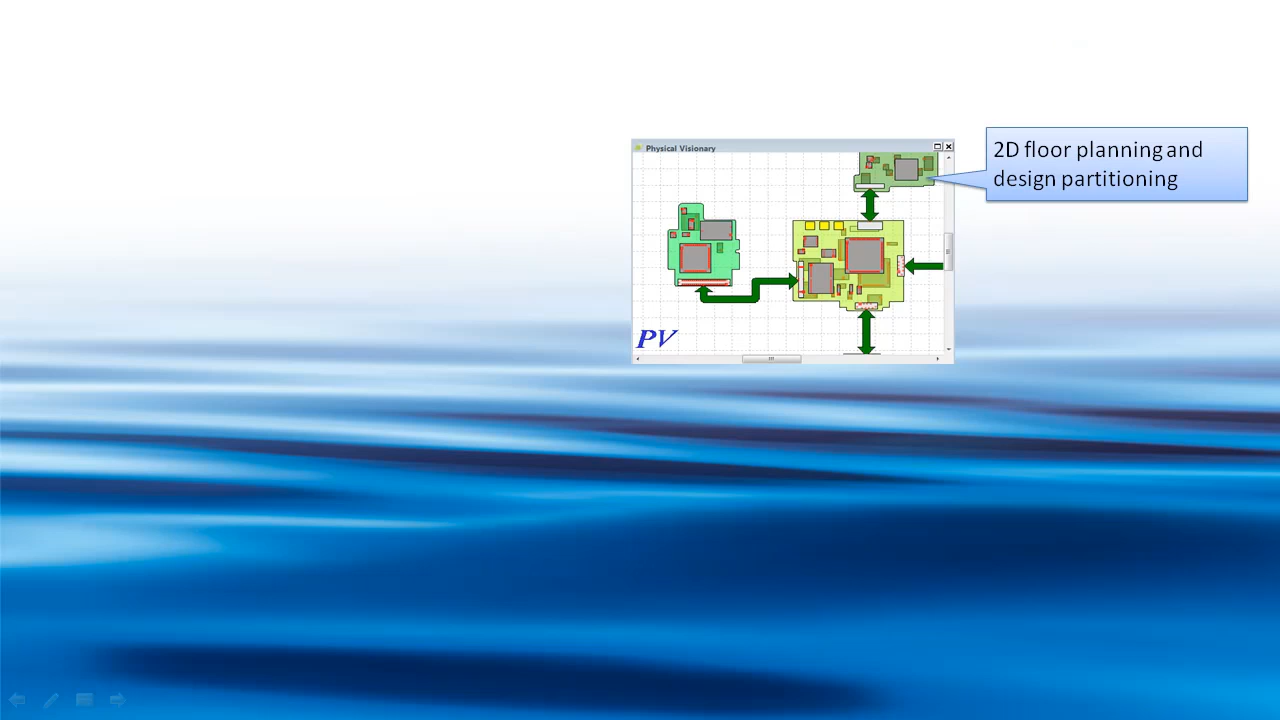 Physical Visionary
2D floor planning and
design partitioning
PV